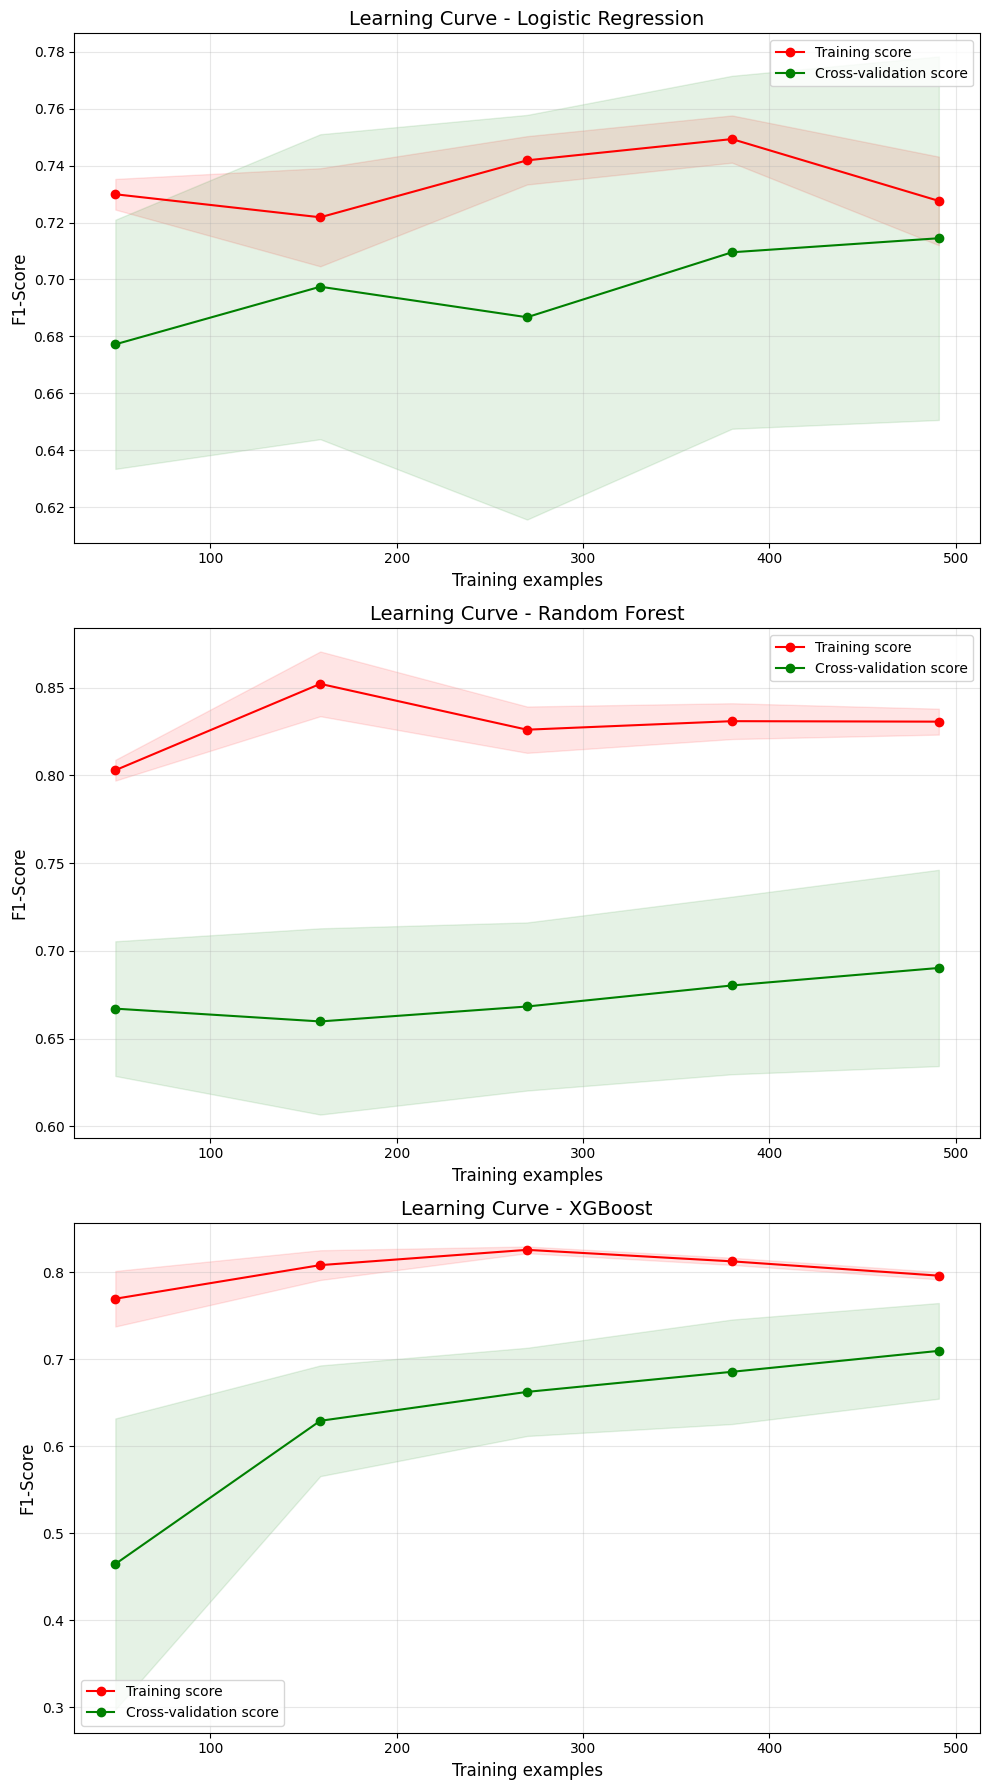 Learning Curve - Logistic Regression
Training score
Cross-validation score
0.78
0.76
0.74
0.72
0.70
0.68
0.66
0.64
0.62
F1-Score
100
200
300
400
500
Training examples
Learning Curve - Random Forest
Training score
Cross-validation score
0.85
0.80
0.75
0.70
0.65
0.60
F1-Score
100
200
300
400
500
Training examples
Learning Curve - XGBoost
0.8
0.7
0.6
0.5
0.4
0.3
F1-Score
Training score
Cross-validation score
100
200
300
400
500
Training examples